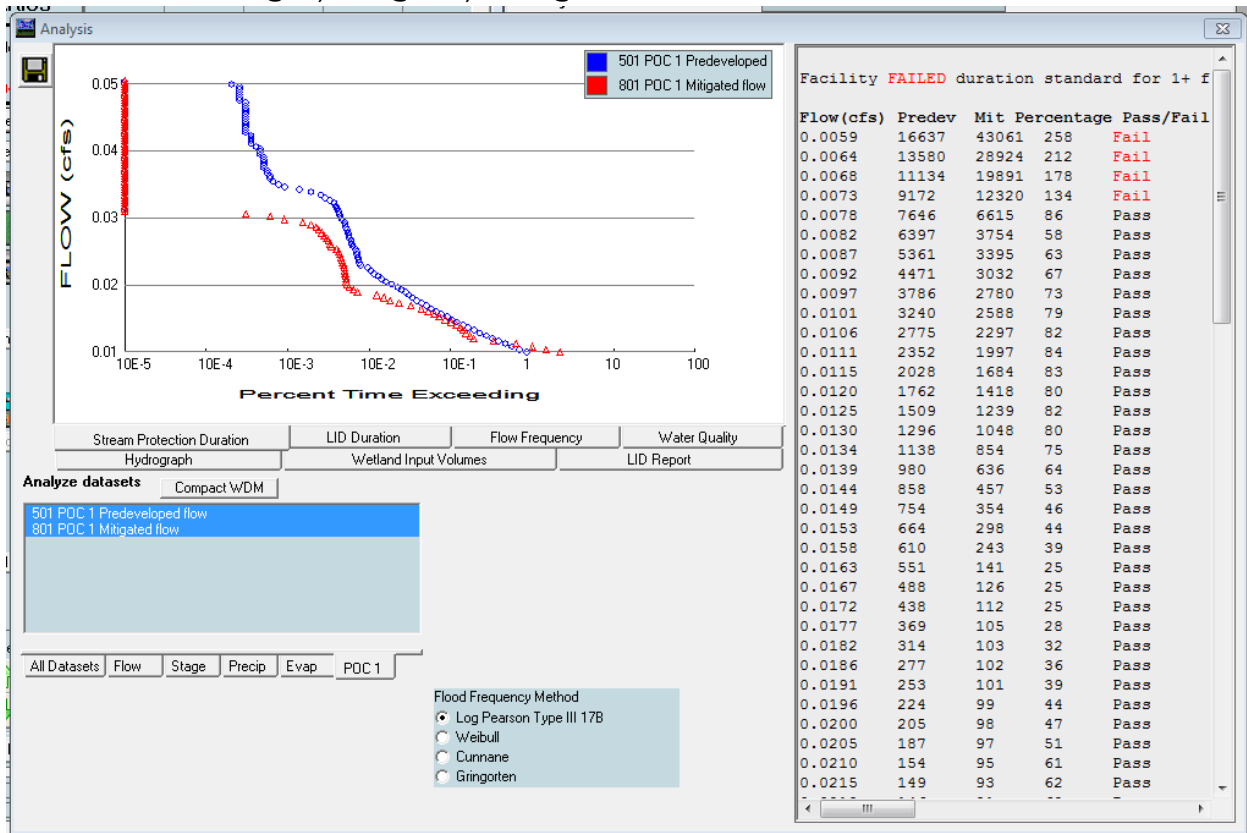 Analysis
501 POC 1 Predeveloped
801 POC 1 Mitigated flow
FLOW (cfs)
0.05
0.04
0.03
0.02
0.01
10E-5 10E-4 10E-3 10E-2 10E-1 1 10 100
Percent Time Exceeding
Stream Protection Duration LID Duration Flow Frequency Water Quality
Hydrograph Wetland Input Volumes LID Report
Analyze datasets Compact WDM
501 POC 1 Predeveloped flow
801 POC 1 Mitigated flow
All Datasets Flow Stage Precip Evap POC 1
Flood Frequency Method
Log Pearson Type III 17B
Weibull
Cunnane
Gringorten
Facility FAILED duration standard for 1+ f
Flow(cfs) Predev Mit Percentage Pass/Fail
0.0059 16637 43061 258 Fail
0.0064 13580 28924 212 Fail
0.0068 11134 19891 178 Fail
0.0073 9172 12320 134 Fail
0.0078 7646 6615 86 Pass
0.0082 6397 3754 58 Pass
0.0087 5361 3395 63 Pass
0.0092 4471 3032 67 Pass
0.0097 3786 2780 73 Pass
0.0101 3240 2588 79 Pass
0.0106 2775 2297 82 Pass
0.0111 2352 1997 84 Pass
0.0115 2028 1684 83 Pass
0.0120 1762 1418 80 Pass
0.0125 1509 1239 82 Pass
0.0130 1296 1048 80 Pass
0.0134 1138 854 75 Pass
0.0139 980 636 64 Pass
0.0144 858 457 53 Pass
0.0149 754 354 46 Pass
0.0153 664 298 44 Pass
0.0158 610 243 39 Pass
0.0163 551 141 25 Pass
0.0167 488 126 25 Pass
0.0172 438 112 25 Pass
0.0177 369 105 28 Pass
0.0182 314 103 32 Pass
0.0186 277 102 36 Pass
0.0191 253 101 39 Pass
0.0196 224 99 44 Pass
0.0200 205 98 47 Pass
0.0205 187 97 51 Pass
0.0210 154 95 61 Pass
0.0215 149 93 62 Pass